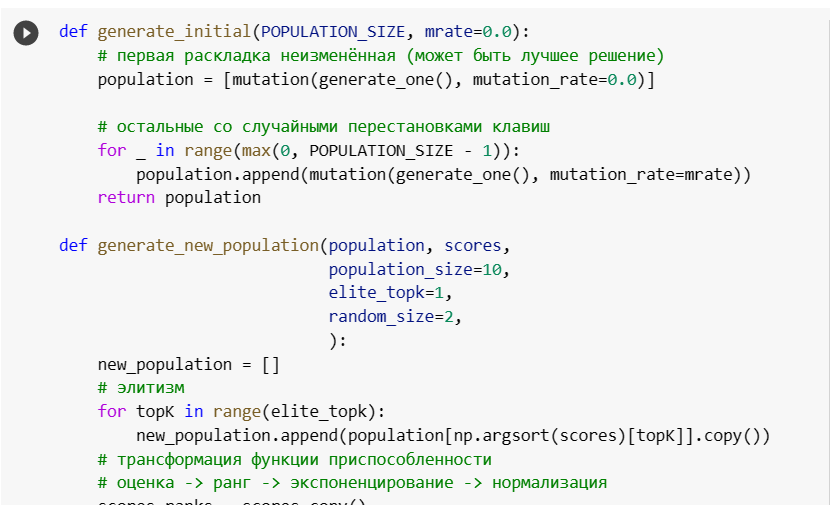 def generate_initial(POPULATION_SIZE, mrate=0.0):
    # первая раскладка неизменённая (может быть лучшее решение)
    population = [mutation(generate_one(), mutation_rate=0.0)]

    # остальные со случайными перестановками клавиш
    for _ in range(max(0, POPULATION_SIZE - 1)):
        population.append(mutation(generate_one(), mutation_rate=mrate))
    return population

def generate_new_population(population, scores,
                            population_size=10,
                            elite_topk=1,
                            random_size=2,
                            ):
    new_population = []
    # элитизм
    for topK in range(elite_topk):
        new_population.append(population[np.argsort(scores)[topK]].copy())
    # трансформация функции приспособленности
    # оценка -> ранг -> экспоненцирование -> нормализация